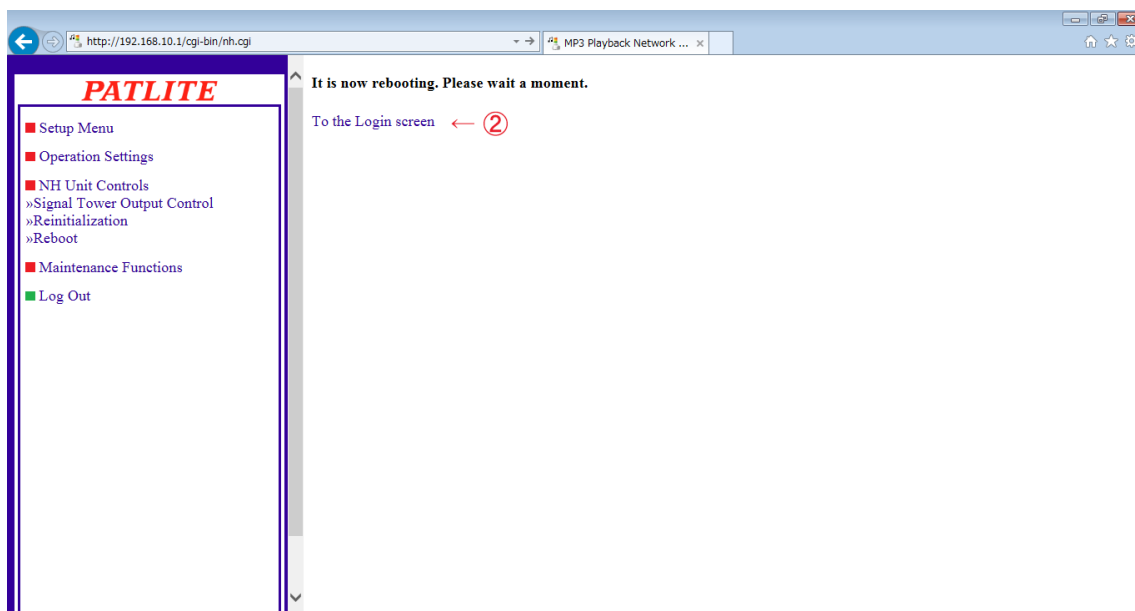 http://192.168.10.1/cgi-bin/nh.cgi
MP3 Playback Network ...
PATLITE
Setup Menu
Operation Settings
NH Unit Controls
»Signal Tower Output Control
»Reinitialization
»Reboot
Maintenance Functions
Log Out
It is now rebooting. Please wait a moment.
To the Login screen ← ②